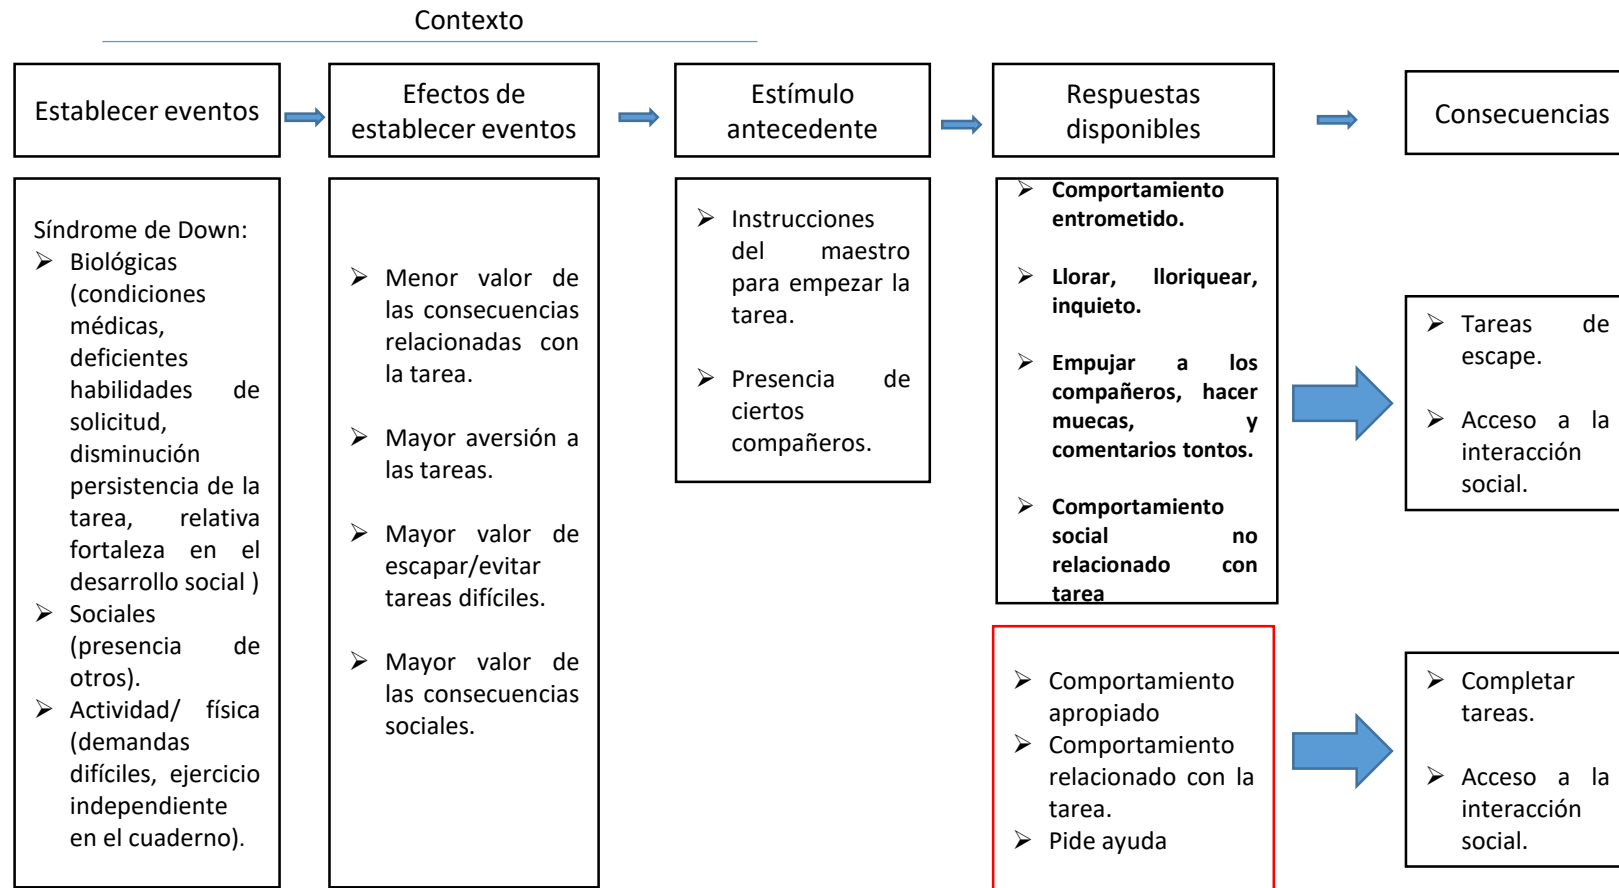 Contexto
Establecer eventos
Efectos de
establecer eventos
Estímulo
antecedente
Respuestas
disponibles
Consecuencias
Síndrome de Down:
➢ Biológicas
(condiciones
médicas,
deficientes
habilidades de
solicitud,
disminución
persistencia de la
tarea, relativa
fortaleza en el
desarrollo social )
➢ Sociales
(presencia de
otros).
➢ Actividad/ física
(demandas
difíciles, ejercicio
independiente
en el cuaderno).
➢ Menor valor de
las consecuencias
relacionadas con
la tarea.
➢ Mayor aversión a
las tareas.
➢ Mayor valor de
escapar/evitar
tareas difíciles.
➢ Mayor valor de
las consecuencias
sociales.
➢ Instrucciones
del maestro
para empezar la
tarea.
➢ Presencia de
ciertos
compañeros.
➢ Comportamiento
entrometido.
➢ Llorar, lloriquear,
inquieto.
➢ Empujar a los
compañeros, hacer
muecas, y
comentarios tontos.
➢ Comportamiento
social no
relacionado con
tarea
➢ Comportamiento
apropiado
➢ Comportamiento
relacionado con la
tarea.
➢ Pide ayuda
➢ Tareas de
escape.
➢ Acceso a la
interacción
social.
➢ Completar
tareas.
➢ Acceso a la
interacción
social.